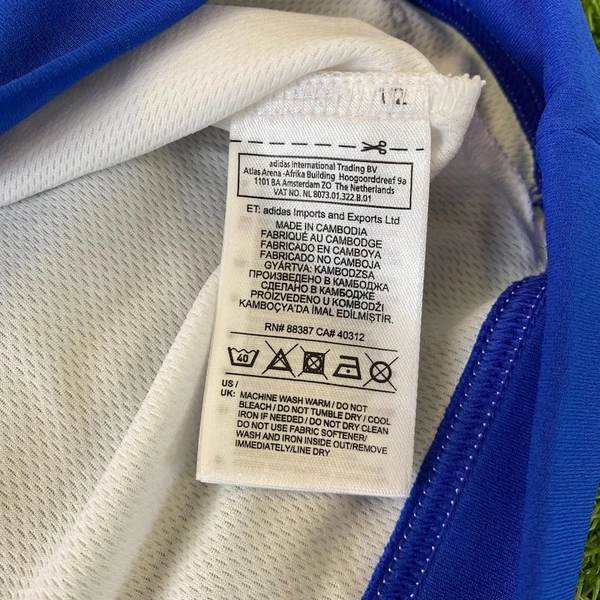 adidas International Trading BV
Atlas Arena -Afrika Building Hoogoorddreef 9a
1101 BA Amsterdam ZO The Netherlands
VAT NO. NL 8073.01.322.B.01
ET: adidas Imports and Exports Ltd
MADE IN CAMBODIA
FABRIQUÉ AU CAMBODGE
FABRICADO EN CAMBOYA
FABRICADO NO CAMBOJA
GYÁRTVA: KAMBODZSA
ПРОИЗВЕДЕНО В КАМБОДЖА
СДЕЛАНО В КАМБОДЖЕ
PROIZVEDENO U KOMBODŽI
KAMBOÇYA'DA İMAL EDİLMİŞTİR.
RN# 88387 CA# 40312
40
US /
UK: MACHINE WASH WARM / DO NOT
BLEACH / DO NOT TUMBLE DRY / COOL
IRON IF NEEDED / DO NOT DRY CLEAN
DO NOT USE FABRIC SOFTENER/
WASH AND IRON INSIDE OUT/REMOVE
IMMEDIATELY/LINE DRY